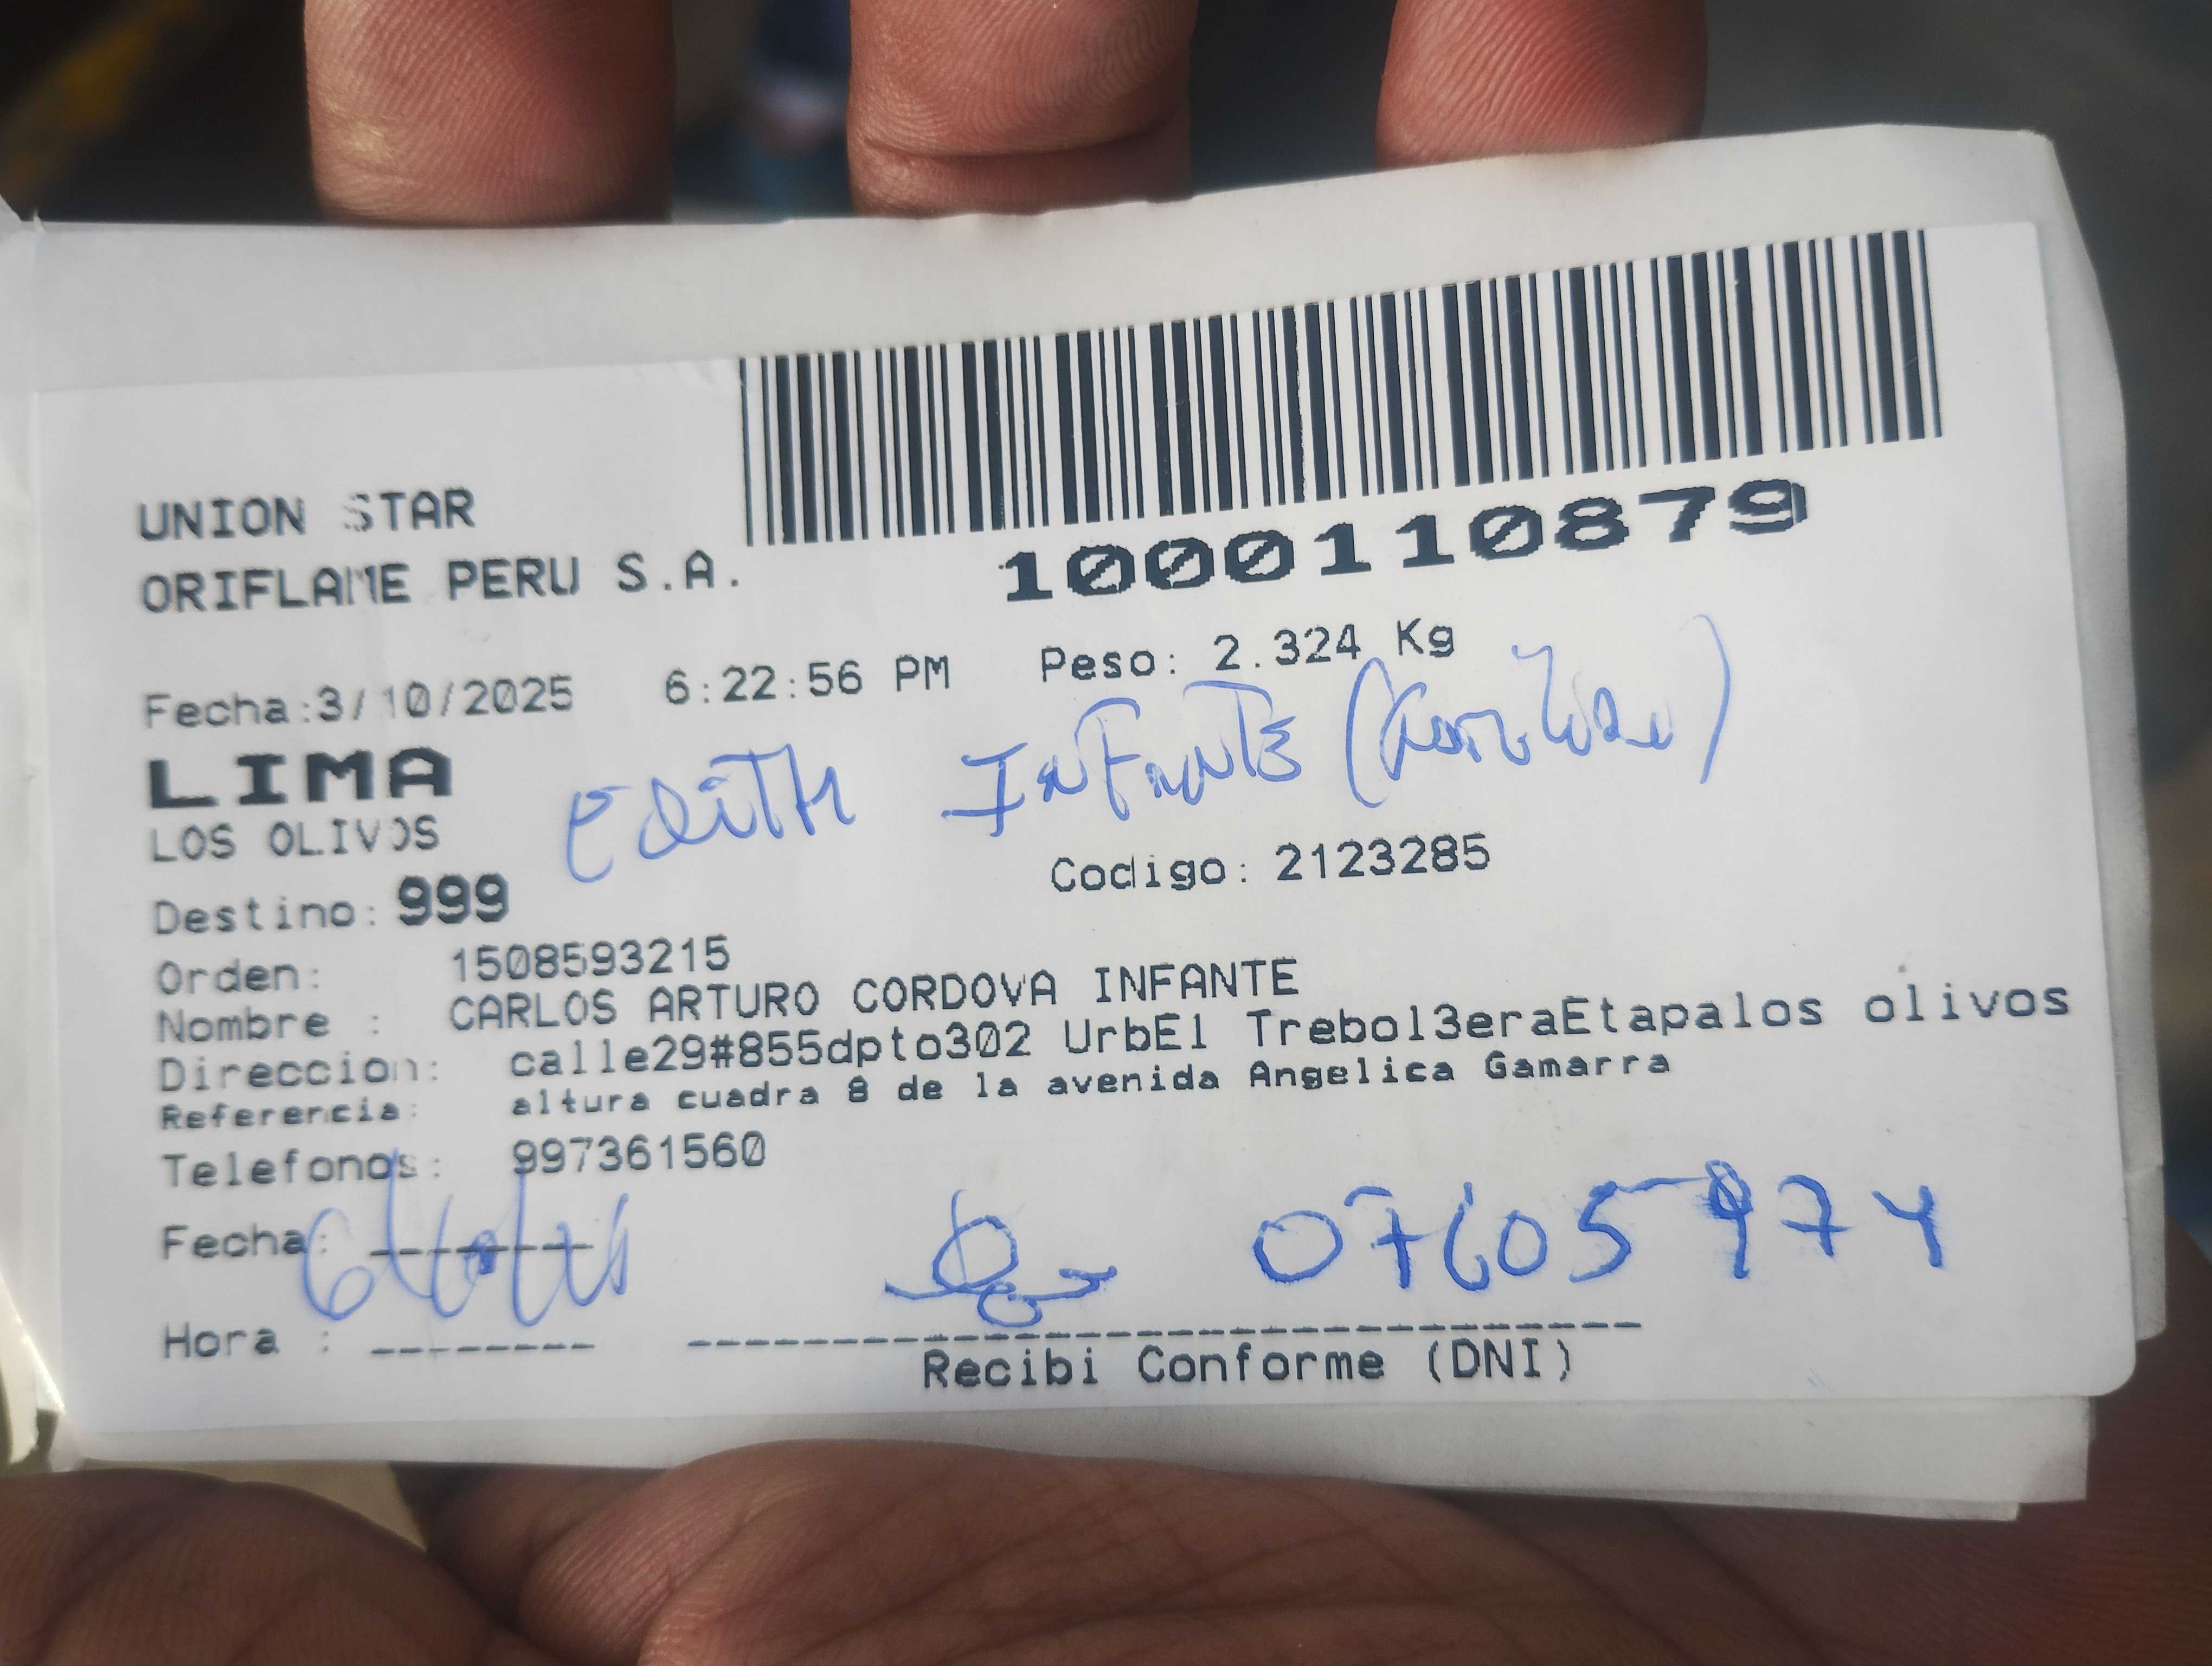 UNION STAR
ORIFLAME PERU S.A.
1000110879
Fecha:3/10/2025 6:22:56 PM Peso: 2.324 Kg
LIMA
EDITH INFANTE
LOS OLIVOS
Codigo: 2123285
Destino: 999
Orden: 1508593215
Nombre : CARLOS ARTURO CORDOVA INFANTE
Direccion: calle29#855dpto302 UrbEl Trebol3eraEtapalos olivos
Referencia: altura cuadra 8 de la avenida Angelica Gamarra
Telefonos: 997361560
Fecha:
07605974
Hora :
Recibi Conforme (DNI)